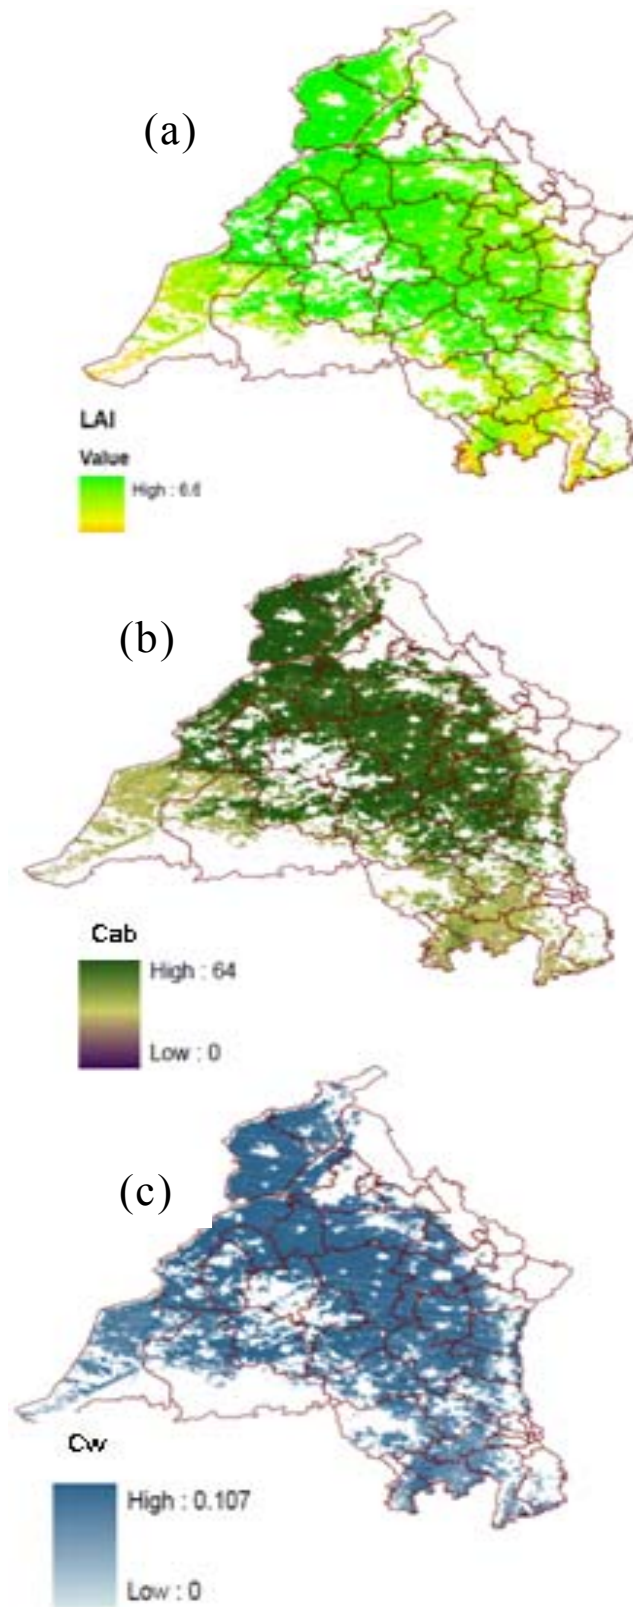 (a)
LAI
Value
High : 6.6
(b)
Cab
High : 64
Low : 0
(c)
Cw
High : 0.107
Low : 0